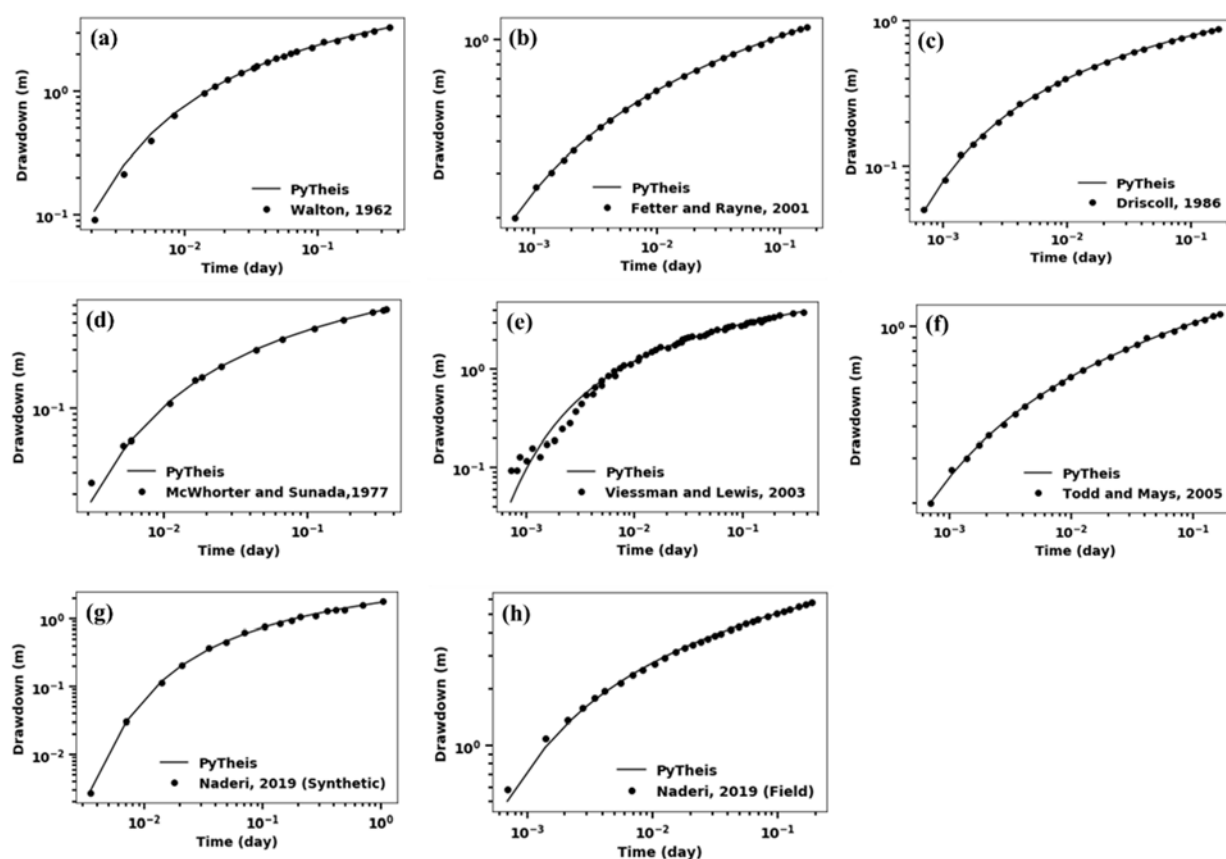 (a)
Drawdown (m)
10⁰
10⁻¹
PyTheis
Walton, 1962
10⁻² 10⁻¹
Time (day)
(b)
Drawdown (m)
10⁰
PyTheis
Fetter and Rayne, 2001
10⁻³ 10⁻² 10⁻¹
Time (day)
(c)
Drawdown (m)
10⁰
10⁻¹
PyTheis
Driscoll, 1986
10⁻³ 10⁻² 10⁻¹
Time (day)
(d)
Drawdown (m)
10⁻¹
PyTheis
McWhorter and Sunada,1977
10⁻² 10⁻¹
Time (day)
(e)
Drawdown (m)
10⁰
10⁻¹
PyTheis
Viessman and Lewis, 2003
10⁻³ 10⁻² 10⁻¹
Time (day)
(f)
Drawdown (m)
10⁰
PyTheis
Todd and Mays, 2005
10⁻³ 10⁻² 10⁻¹
Time (day)
(g)
Drawdown (m)
10⁰
10⁻¹
10⁻²
PyTheis
Naderi, 2019 (Synthetic)
10⁻² 10⁻¹ 10⁰
Time (day)
(h)
Drawdown (m)
10⁰
PyTheis
Naderi, 2019 (Field)
10⁻³ 10⁻² 10⁻¹
Time (day)